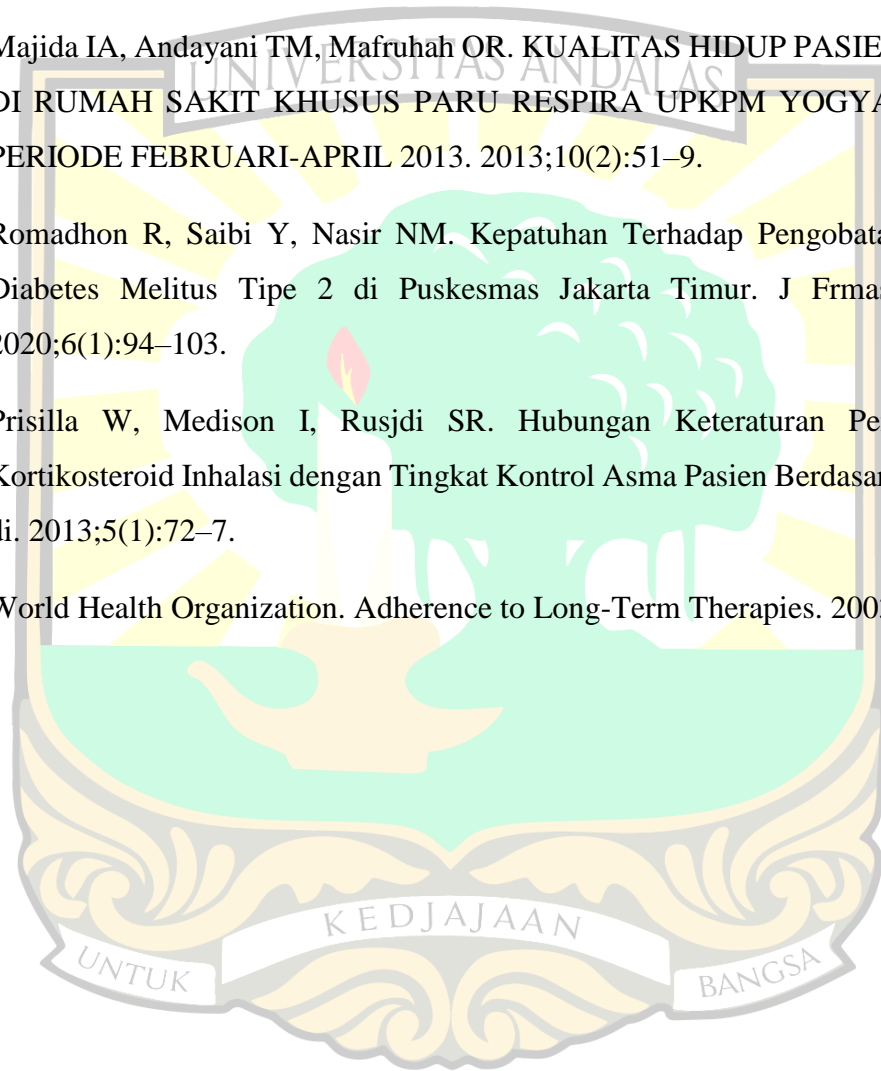 Majida IA, Andayani TM, Mafruhah OR. KUALITAS HIDUP PASIE
UNIVERSITAS ANDALAS
DI RUMAH SAKIT KHUSUS PARU RESPIRA UPKPM YOGYA
PERIODE FEBRUARI-APRIL 2013. 2013;10(2):51–9.
Romadhon R, Saibi Y, Nasir NM. Kepatuhan Terhadap Pengobata
Diabetes Melitus Tipe 2 di Puskesmas Jakarta Timur. J Frmas
2020;6(1):94–103.
Prisilla W, Medison I, Rusjdi SR. Hubungan Keteraturan Pe
Kortikosteroid Inhalasi dengan Tingkat Kontrol Asma Pasien Berdasar
di. 2013;5(1):72–7.
World Health Organization. Adherence to Long-Term Therapies. 200
KEDJAJAAN
UNTUK
BANGSA